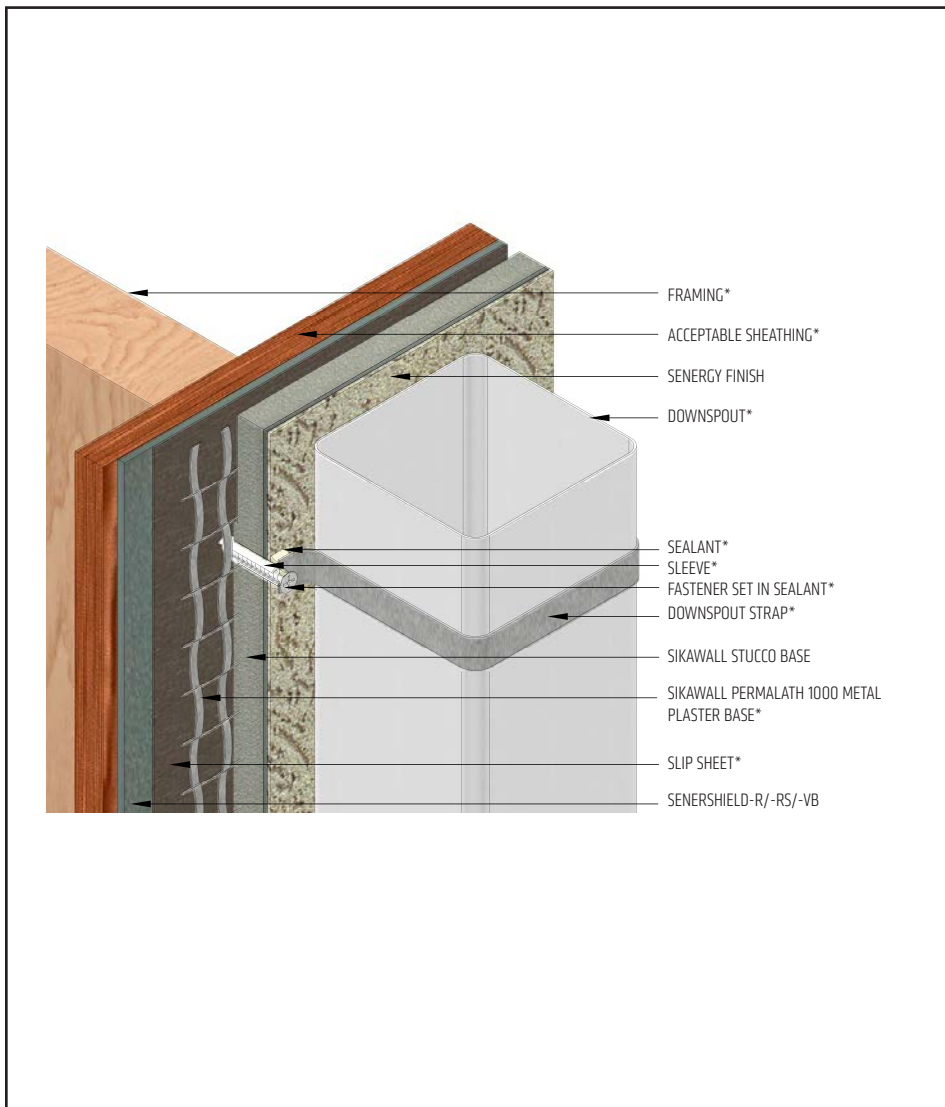 FRAMING*
ACCEPTABLE SHEATHING*
SENERGY FINISH
DOWNSPOUT*
SEALANT*
SLEEVE*
FASTENER SET IN SEALANT*
DOWNSPOUT STRAP*
SIKAWALL STUCCO BASE
SIKAWALL PERMALATH 1000 METAL
PLASTER BASE*
SLIP SHEET*
SENERSHIELD-R/-RS/-VB